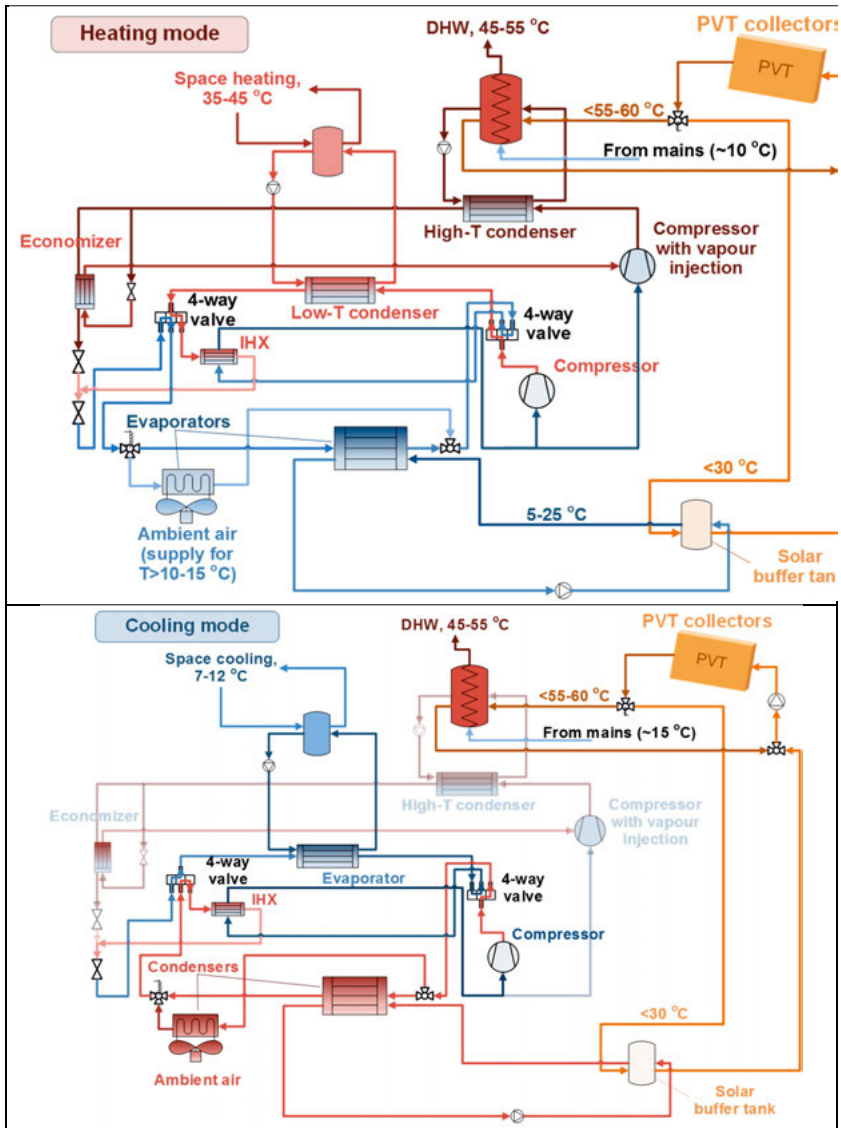 Heating mode
DHW, 45-55 °C
PVT collectors
PVT
Space heating,
35-45 °C
<55-60 °C
From mains (~10 °C)
High-T condenser
Compressor
with vapour
injection
Economizer
Low-T condenser
4-way
valve
4-way
valve
IHX
Compressor
Evaporators
<30 °C
5-25 °C
Ambient air
(supply for
T>10-15 °C)
Solar
buffer tank
Cooling mode
DHW, 45-55 °C
PVT collectors
PVT
Space cooling,
7-12 °C
<55-60 °C
From mains (~15 °C)
High-T condenser
Compressor
with vapour
injection
Economizer
4-way
valve
Evaporator
4-way
valve
IHX
Compressor
Condensers
<30 °C
Ambient air
Solar
buffer tank